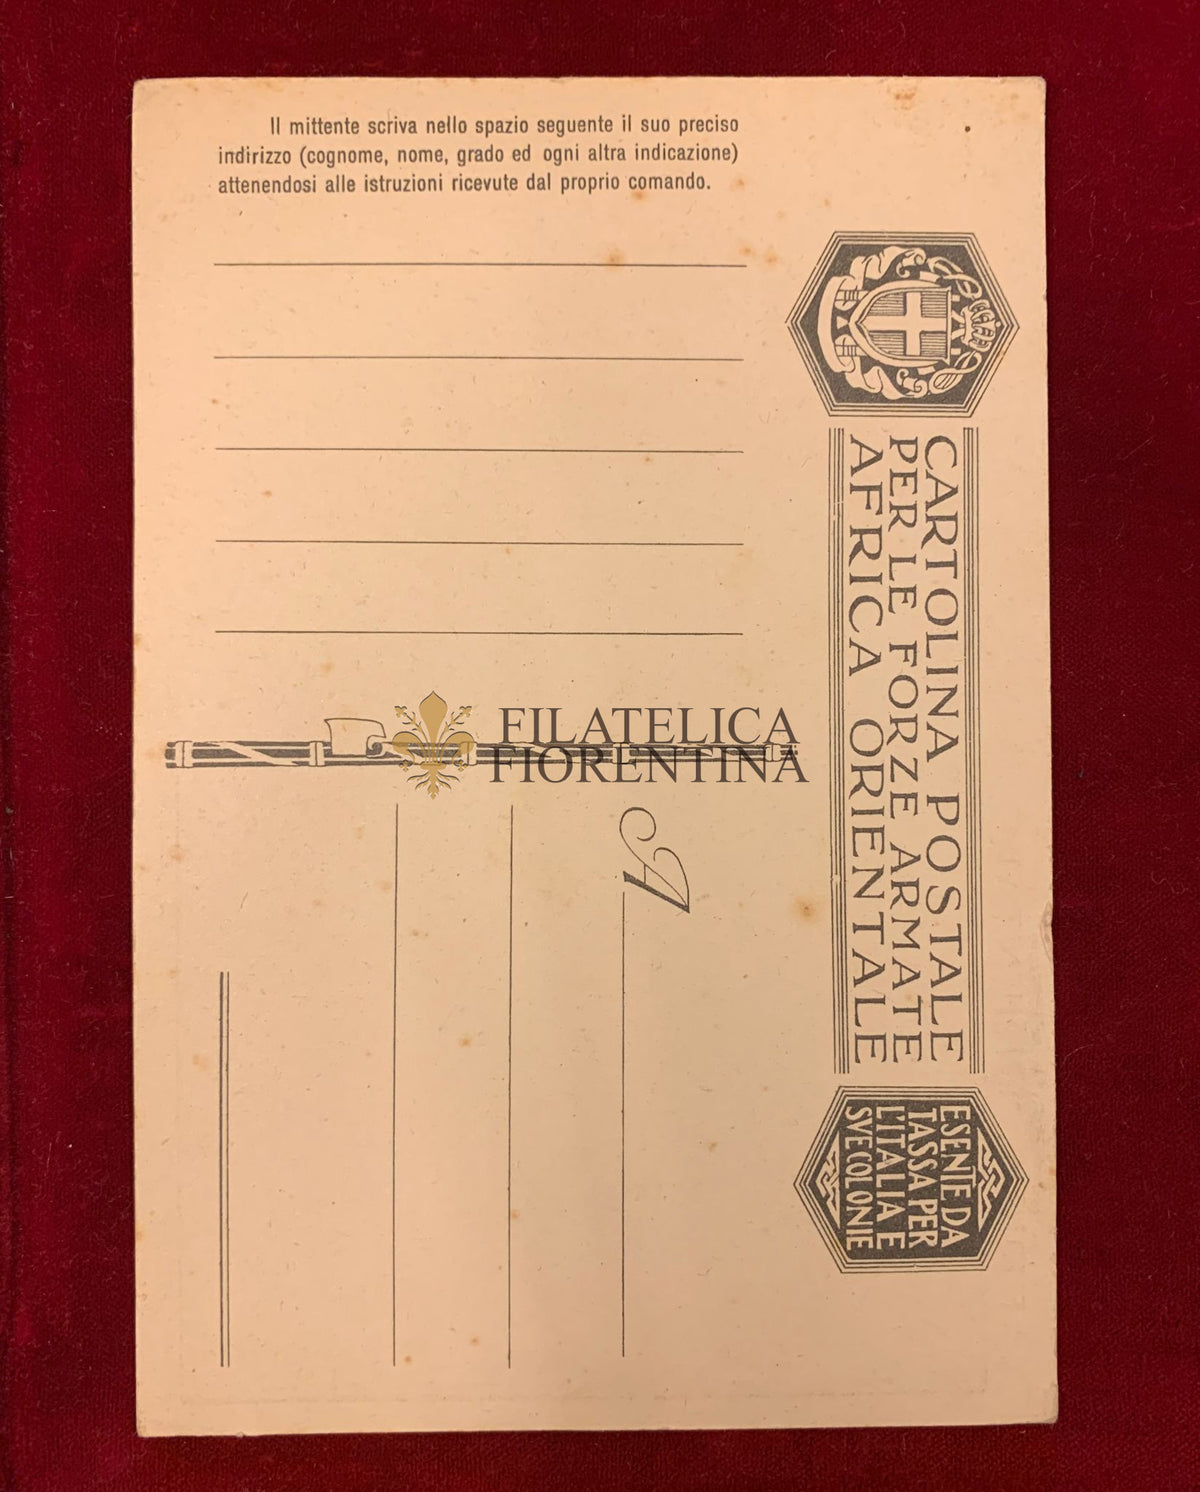 Il mittente scriva nello spazio seguente il suo preciso
indirizzo (cognome, nome, grado ed ogni altra indicazione)
attenendosi alle istruzioni ricevute dal proprio comando.
CARTOLINA POSTALE
PER LE FORZE ARMATE
AFRICA ORIENTALE
ESENTE DA
TASSA PER
L'ITALIA E
SVE COLONIE
A
FILATELICA
FIORENTINA